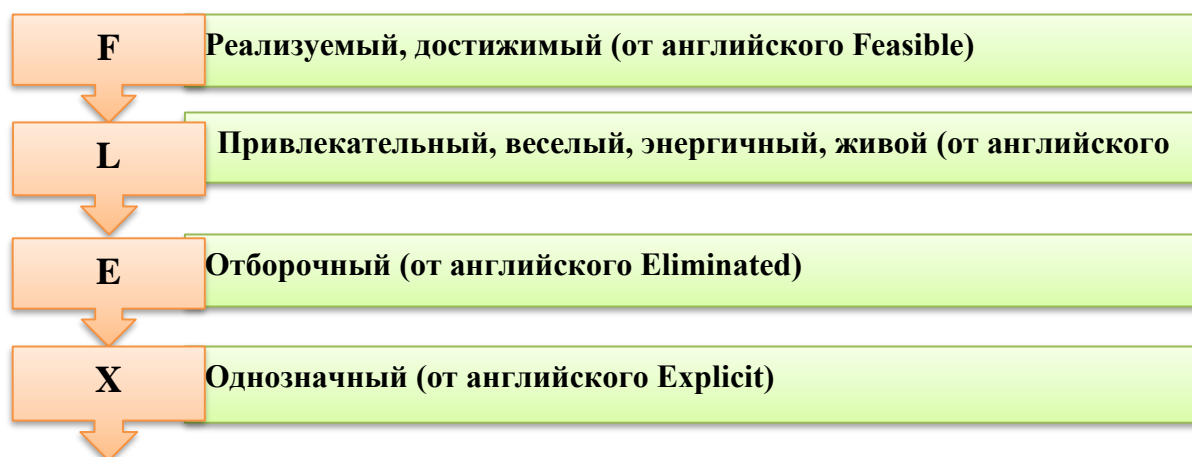 F Реализуемый, достижимый (от английского Feasible)
L Привлекательный, веселый, энергичный, живой (от английского
E Отборочный (от английского Eliminated)
X Однозначный (от английского Explicit)